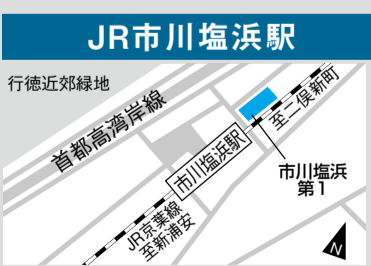 JR市川塩浜駅
行徳近郊緑地
首都高湾岸線
至二俣新町
市川塩浜駅
市川塩浜
第1
JR京葉線
至新浦安
N